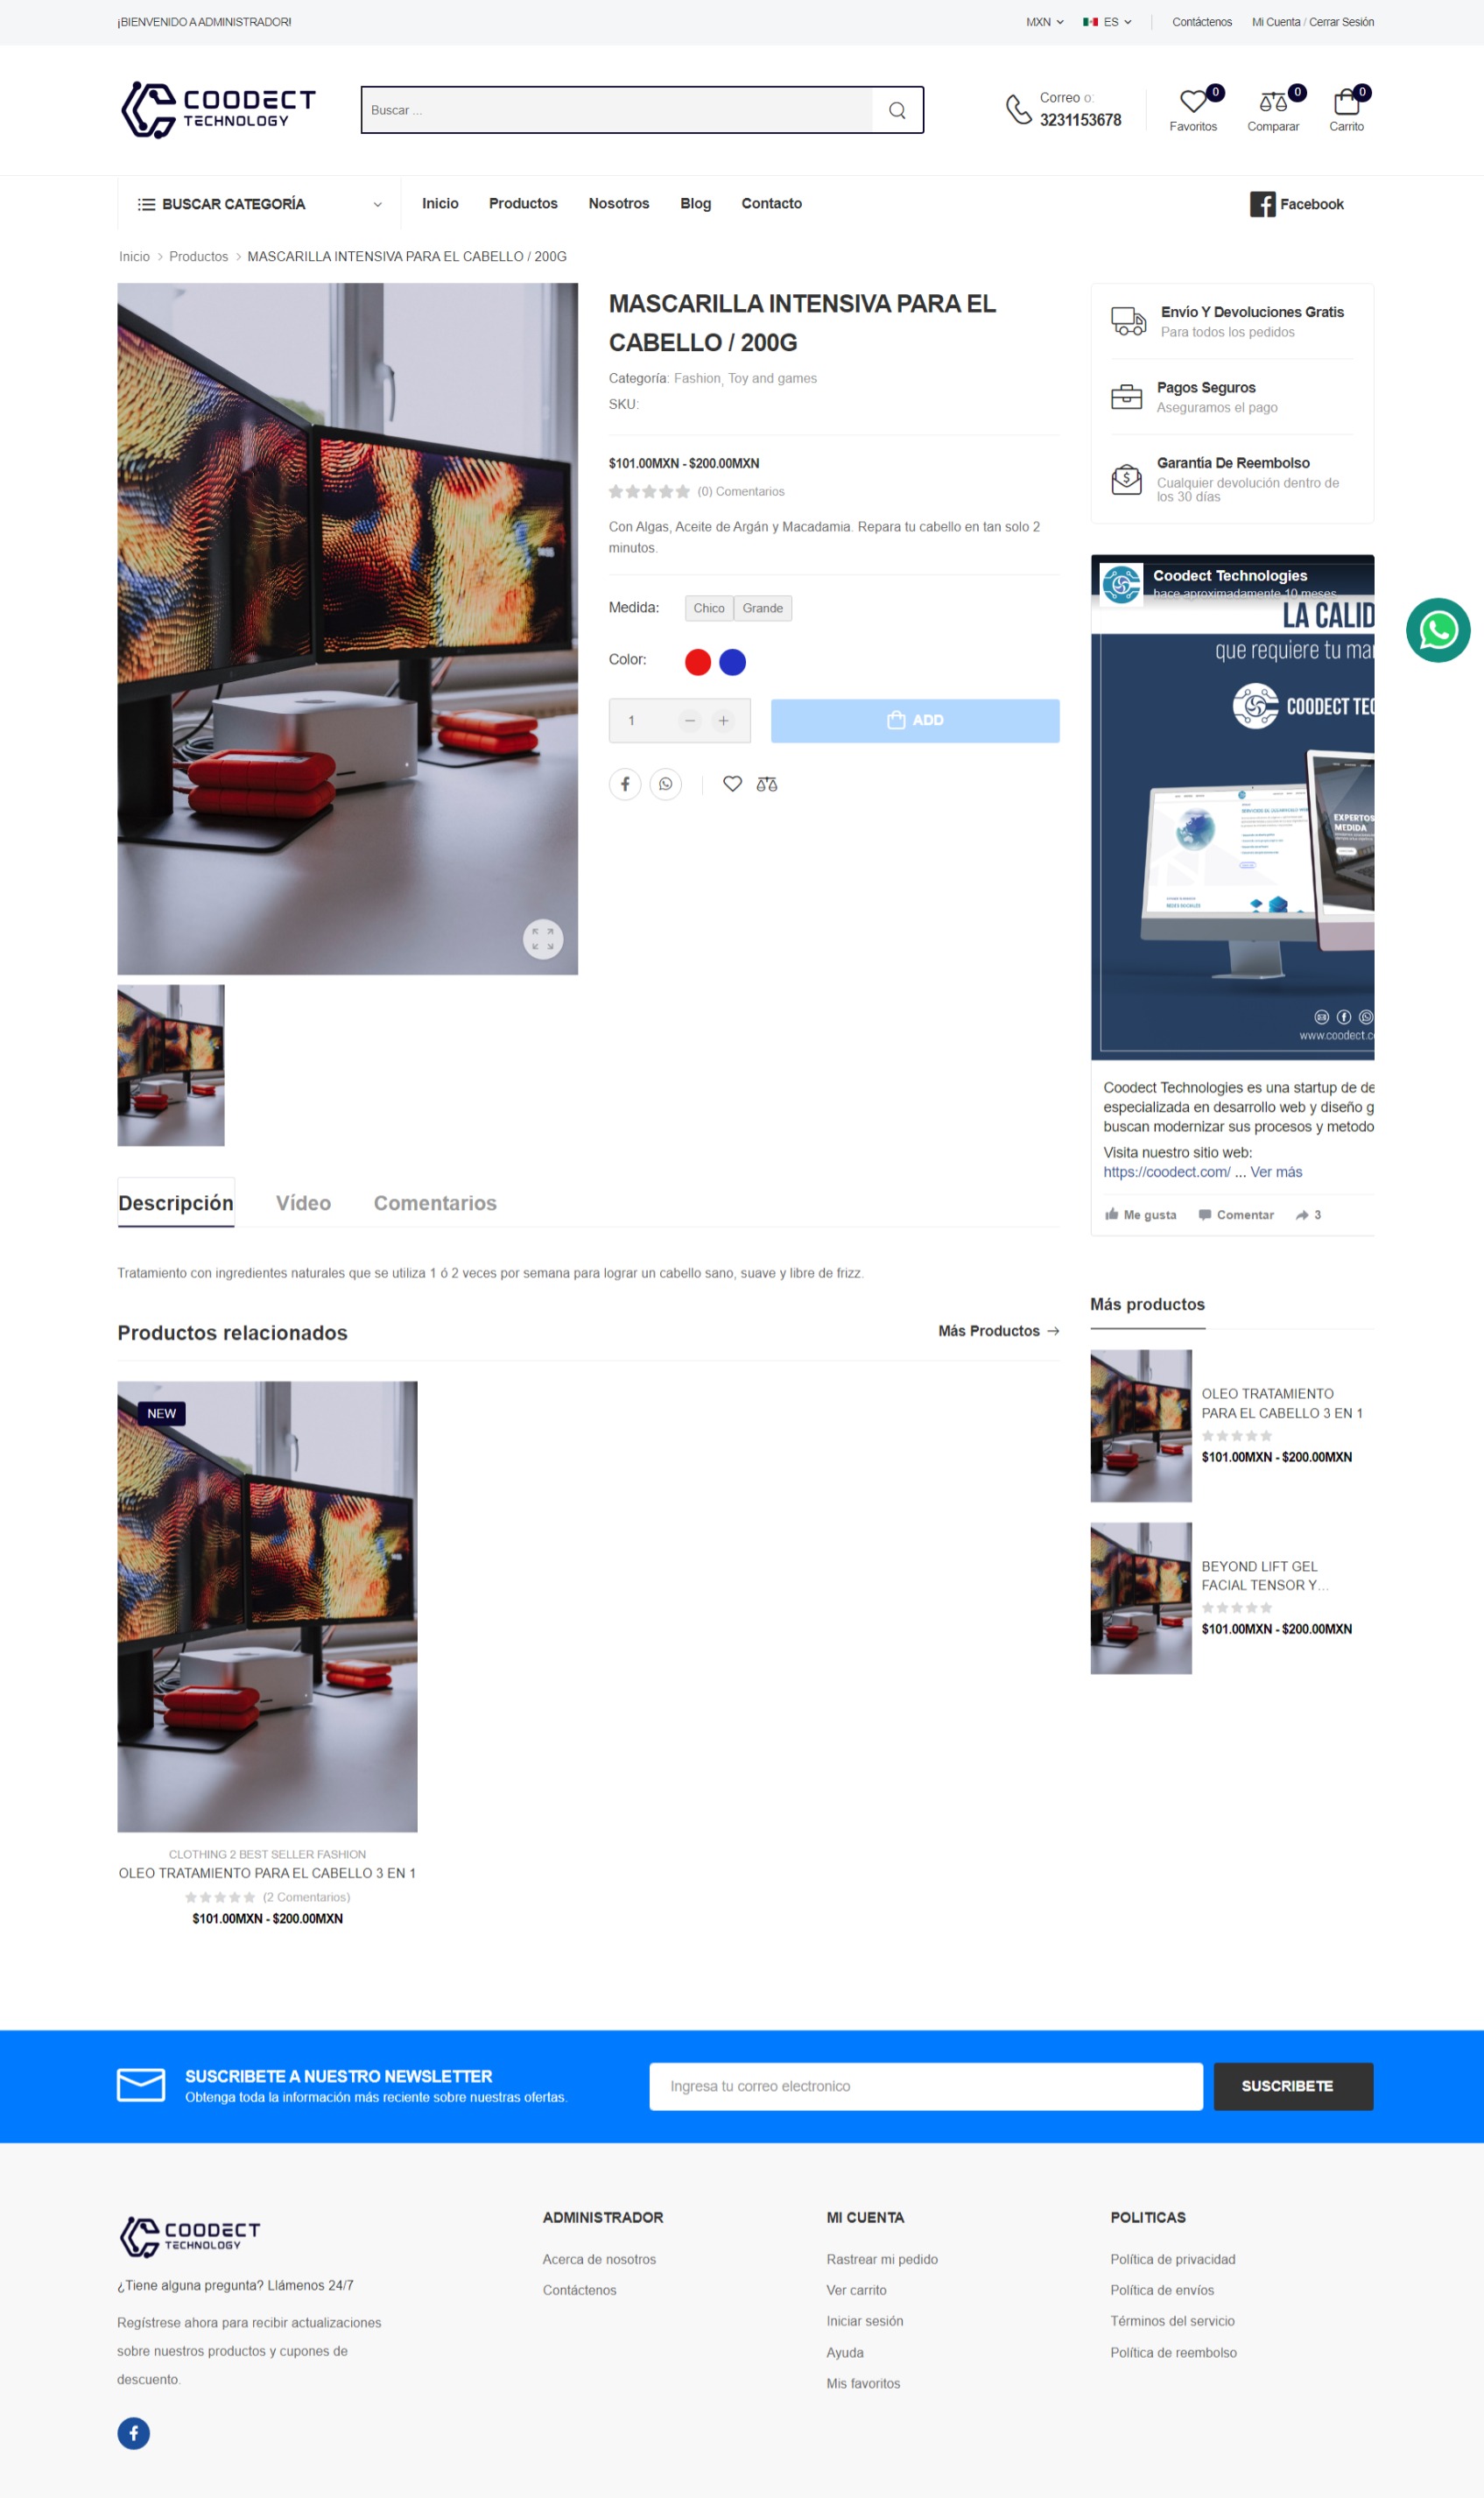 ¡BIENVENIDO A ADMINISTRADOR!
MXN
ES
Contáctenos
Mi Cuenta / Cerrar Sesión
COODECT
TECHNOLOGY
Buscar ...
Correo o:
3231153678
0
Favoritos
0
Comparar
0
Carrito
BUSCAR CATEGORÍA
Inicio
Productos
Nosotros
Blog
Contacto
Facebook
Inicio > Productos > MASCARILLA INTENSIVA PARA EL CABELLO / 200G
MASCARILLA INTENSIVA PARA EL
CABELLO / 200G
Categoría: Fashion, Toy and games
SKU:
$101.00MXN - $200.00MXN
(0) Comentarios
Con Algas, Aceite de Argán y Macadamia. Repara tu cabello en tan solo 2
minutos.
Medida:
Chico
Grande
Color:
1
ADD
Envío Y Devoluciones Gratis
Para todos los pedidos
Pagos Seguros
Aseguramos el pago
Garantía De Reembolso
Cualquier devolución dentro de
los 30 días
Coodect Technologies
hace aproximadamente 10 meses
LA CALID
que requiere tu mar
COODECT TEC
EXPERTOS
MEDIDA
REDES SOCIALES
www.coodect.c
Coodect Technologies es una startup de de
especializada en desarrollo web y diseño g
buscan modernizar sus procesos y metodo
Visita nuestro sitio web:
https://coodect.com/ ... Ver más
Me gusta
Comentar
3
Descripción
Vídeo
Comentarios
Tratamiento con ingredientes naturales que se utiliza 1 ó 2 veces por semana para lograr un cabello sano, suave y libre de frizz.
Productos relacionados
Más Productos
NEW
CLOTHING 2 BEST SELLER FASHION
OLEO TRATAMIENTO PARA EL CABELLO 3 EN 1
(2 Comentarios)
$101.00MXN - $200.00MXN
Más productos
OLEO TRATAMIENTO
PARA EL CABELLO 3 EN 1
$101.00MXN - $200.00MXN
BEYOND LIFT GEL
FACIAL TENSOR Y...
$101.00MXN - $200.00MXN
SUSCRIBETE A NUESTRO NEWSLETTER
Obtenga toda la información más reciente sobre nuestras ofertas.
Ingresa tu correo electronico
SUSCRIBETE
COODECT
TECHNOLOGY
¿Tiene alguna pregunta? Llámenos 24/7
Regístrese ahora para recibir actualizaciones
sobre nuestros productos y cupones de
descuento.
ADMINISTRADOR
Acerca de nosotros
Contáctenos
MI CUENTA
Rastrear mi pedido
Ver carrito
Iniciar sesión
Ayuda
Mis favoritos
POLITICAS
Política de privacidad
Política de envíos
Términos del servicio
Política de reembolso